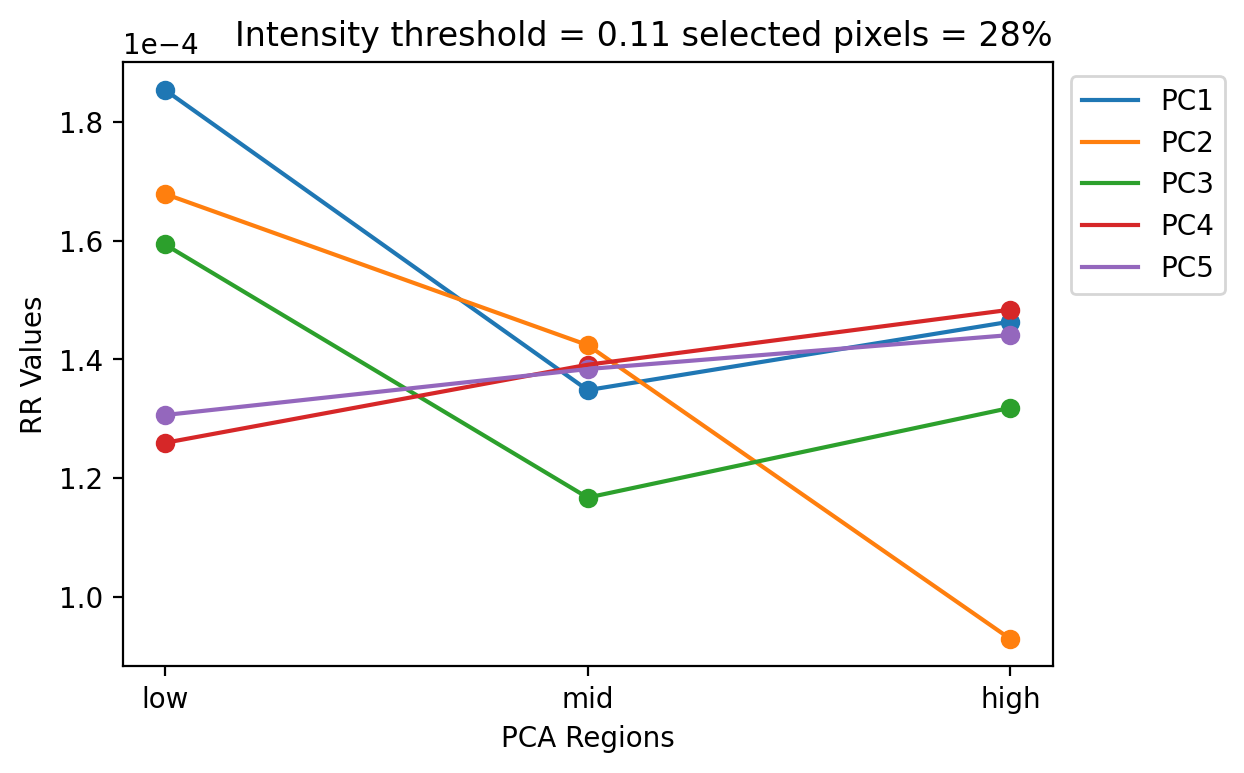 Intensity threshold = 0.11 selected pixels = 28%
1e−4
1.8
1.6
1.4
1.2
1.0
RR Values
low
mid
high
PCA Regions
PC1
PC2
PC3
PC4
PC5